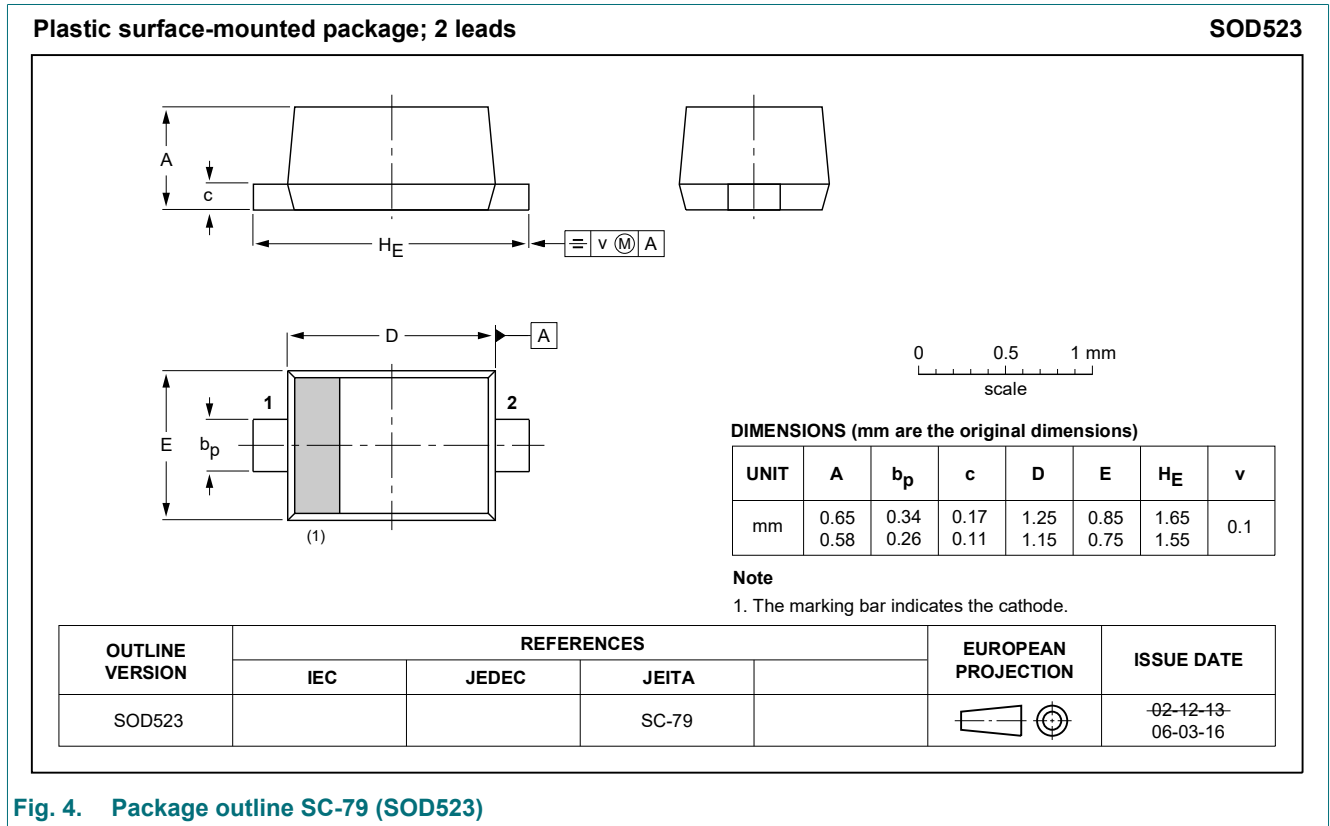 Plastic surface-mounted package; 2 leads SOD523
A
c
HE
v Ⓜ A
D
A
E
bp
1
2
(1)
0 0.5 1 mm
scale
DIMENSIONS (mm are the original dimensions)
UNIT A bp c D E HE v
mm 0.65 0.34 0.17 1.25 0.85 1.65 0.1
0.58 0.26 0.11 1.15 0.75 1.55
Note
1. The marking bar indicates the cathode.
OUTLINE VERSION REFERENCES EUROPEAN PROJECTION ISSUE DATE
IEC JEDEC JEITA
SOD523 SC-79 02-12-13
06-03-16
Fig. 4. Package outline SC-79 (SOD523)